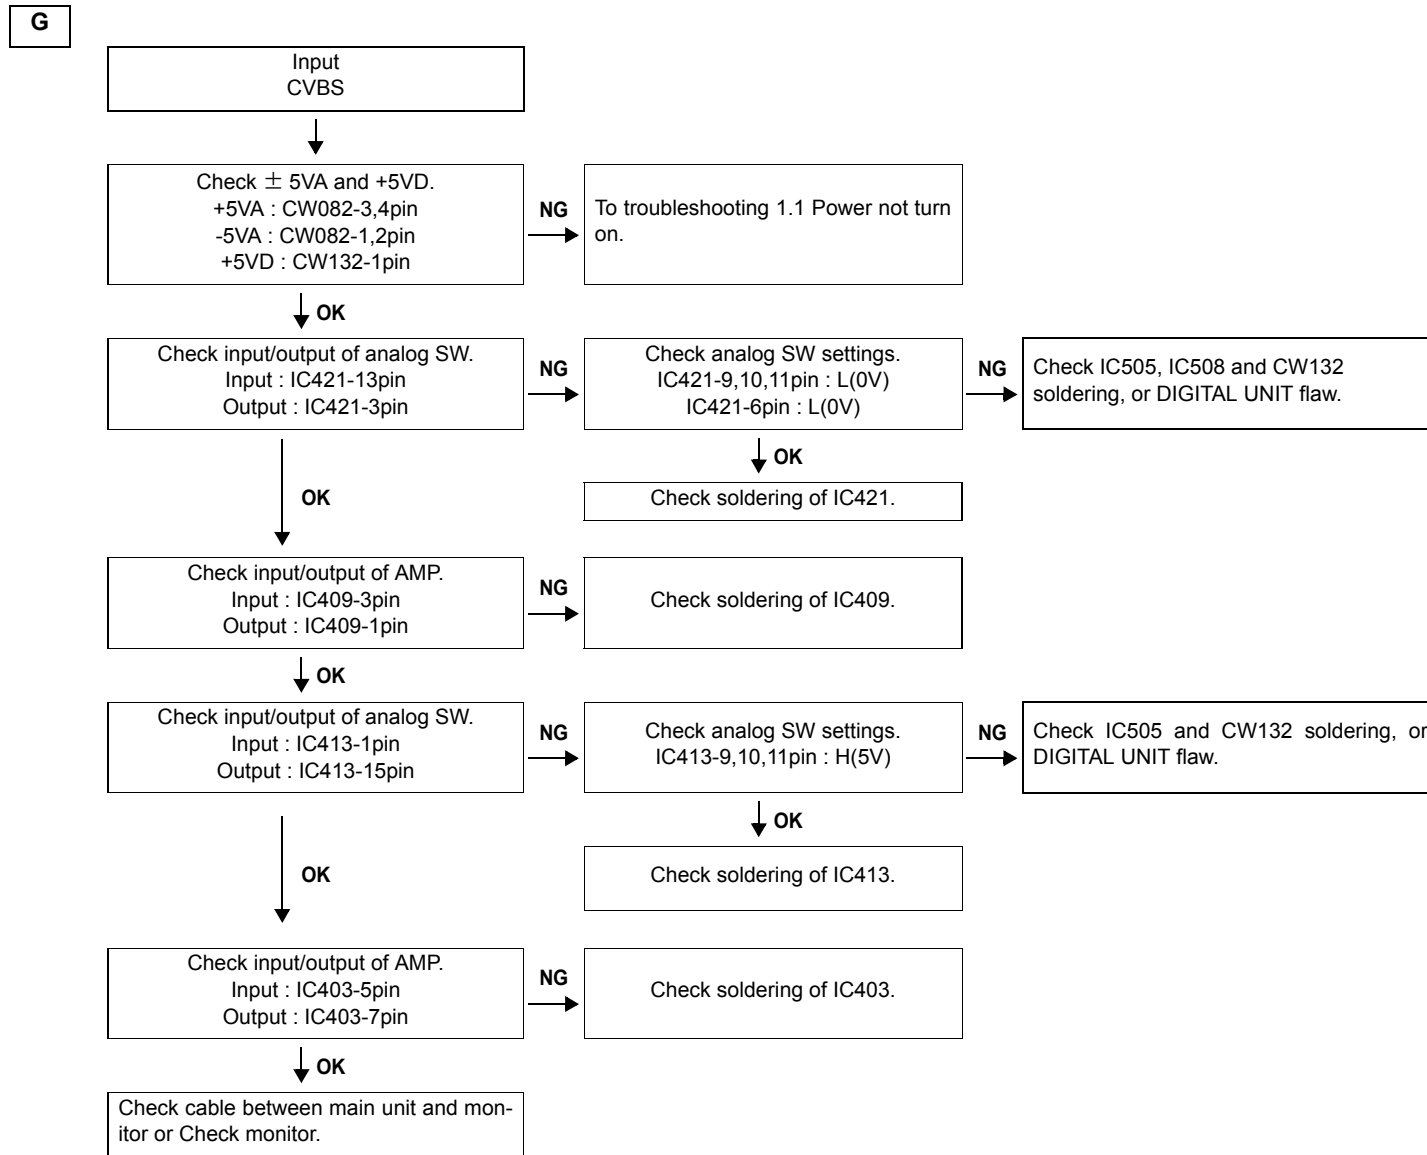 G
Input
CVBS
Check ± 5VA and +5VD.
+5VA : CW082-3,4pin
-5VA : CW082-1,2pin
+5VD : CW132-1pin
NG
To troubleshooting 1.1 Power not turn
on.
OK
Check input/output of analog SW.
Input : IC421-13pin
Output : IC421-3pin
NG
Check analog SW settings.
IC421-9,10,11pin : L(0V)
IC421-6pin : L(0V)
NG
Check IC505, IC508 and CW132
soldering, or DIGITAL UNIT flaw.
OK
Check soldering of IC421.
OK
Check input/output of AMP.
Input : IC409-3pin
Output : IC409-1pin
NG
Check soldering of IC409.
OK
Check input/output of analog SW.
Input : IC413-1pin
Output : IC413-15pin
NG
Check analog SW settings.
IC413-9,10,11pin : H(5V)
NG
Check IC505 and CW132 soldering, or
DIGITAL UNIT flaw.
OK
Check soldering of IC413.
OK
Check input/output of AMP.
Input : IC403-5pin
Output : IC403-7pin
NG
Check soldering of IC403.
OK
Check cable between main unit and mon-
itor or Check monitor.